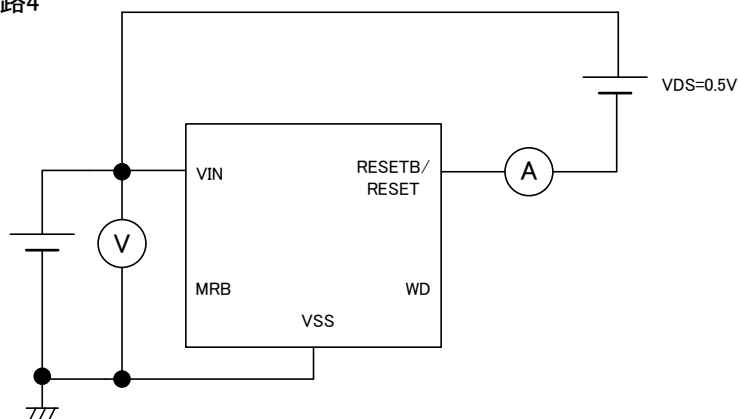 路4
VDS=0.5V
VIN
RESETB/
RESET
A
V
MRB
WD
VSS